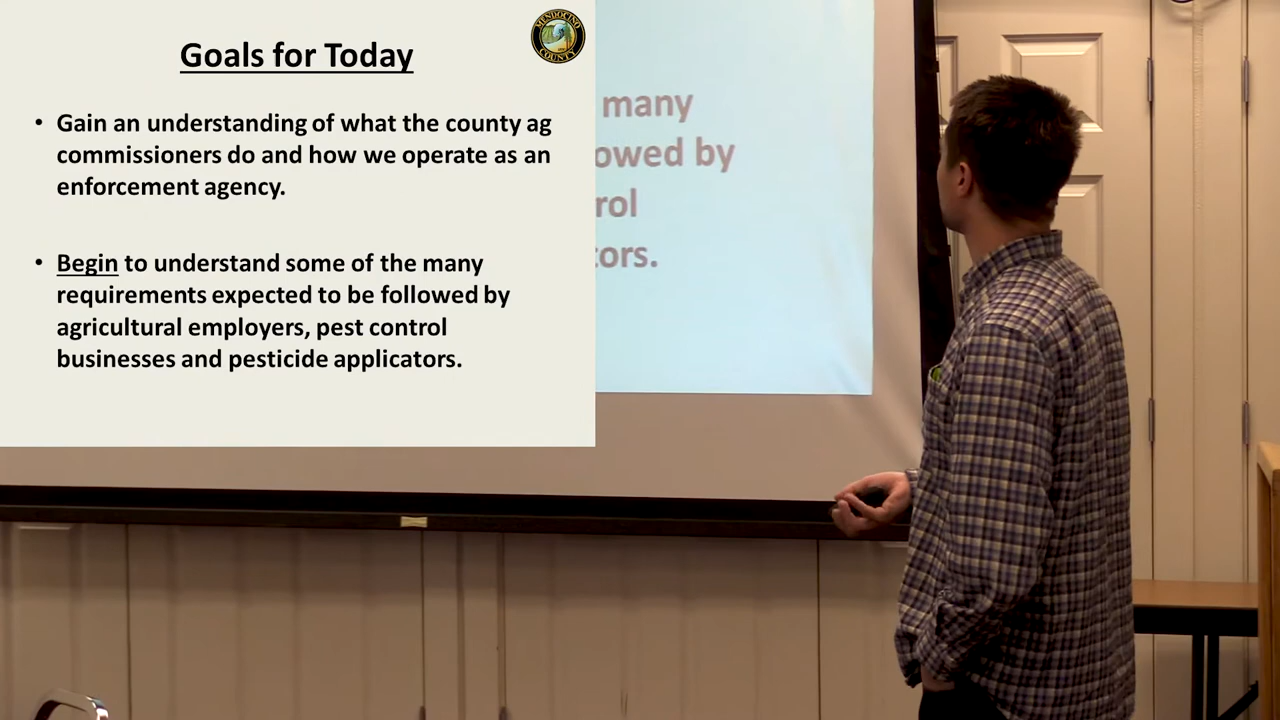 Goals for Today
MENDOCINO
COUNTY
• Gain an understanding of what the county ag
commissioners do and how we operate as an
enforcement agency.
• Begin to understand some of the many
requirements expected to be followed by
agricultural employers, pest control
businesses and pesticide applicators.
many
owed by
rol
tors.